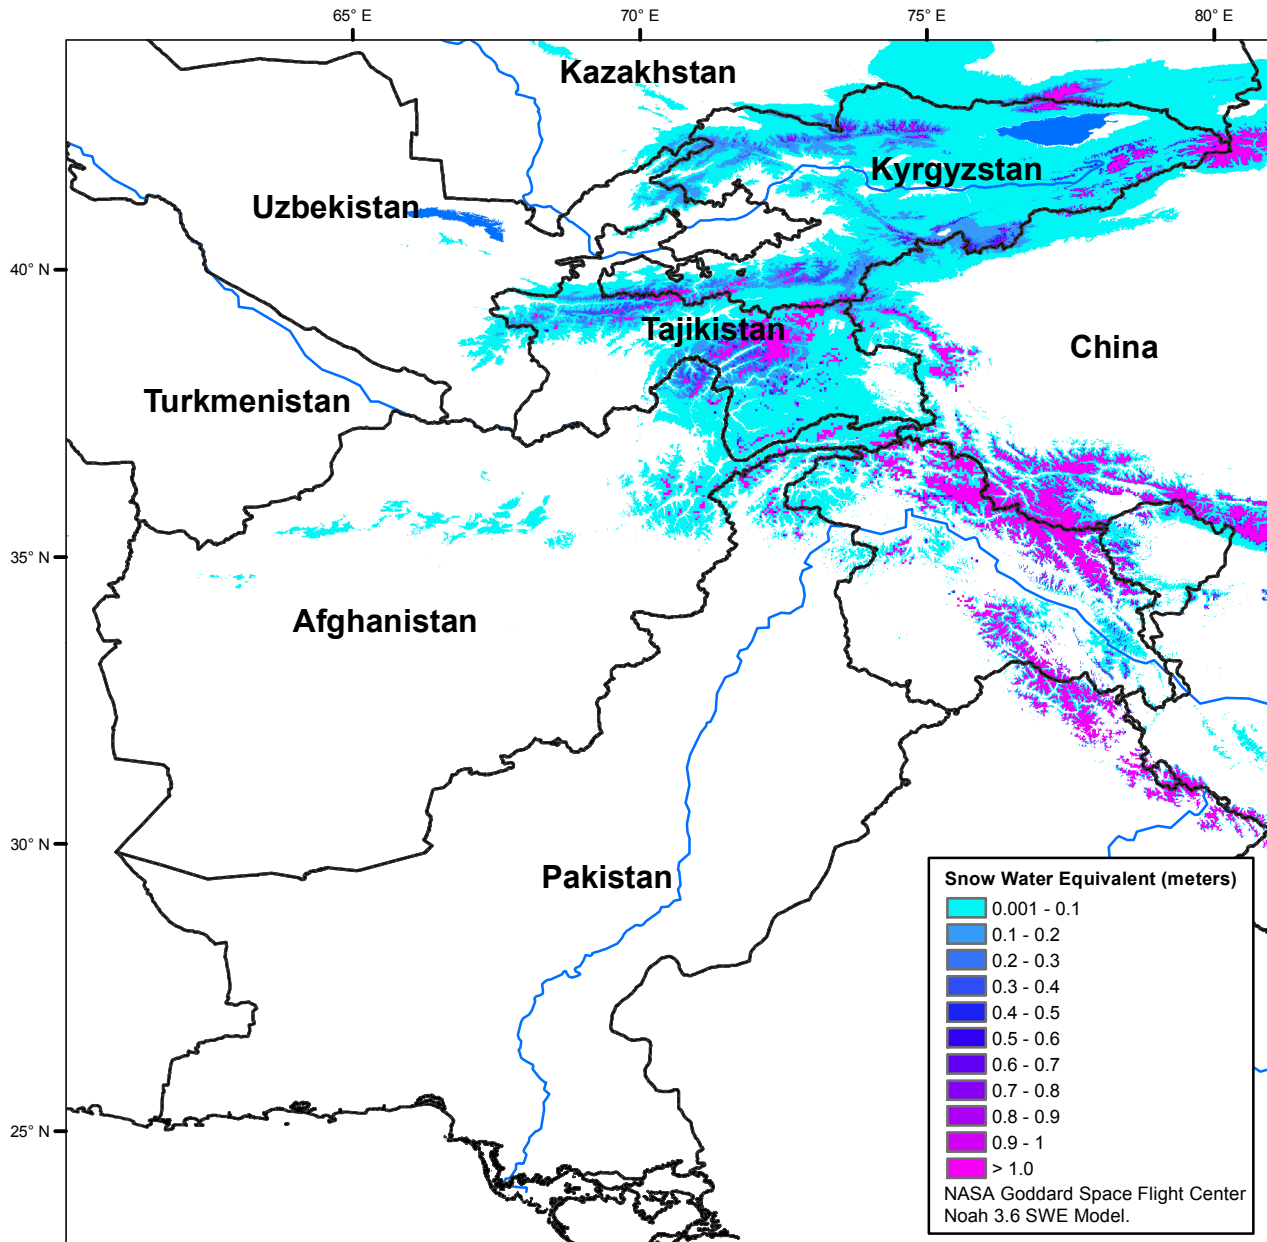 65° E
70° E
75° E
80° E
Kazakhstan
Kyrgyzstan
Uzbekistan
40° N
Tajikistan
China
Turkmenistan
35° N
Afghanistan
30° N
Pakistan
25° N
Snow Water Equivalent (meters)
0.001 - 0.1
0.1 - 0.2
0.2 - 0.3
0.3 - 0.4
0.4 - 0.5
0.5 - 0.6
0.6 - 0.7
0.7 - 0.8
0.8 - 0.9
0.9 - 1
> 1.0
NASA Goddard Space Flight Center
Noah 3.6 SWE Model.